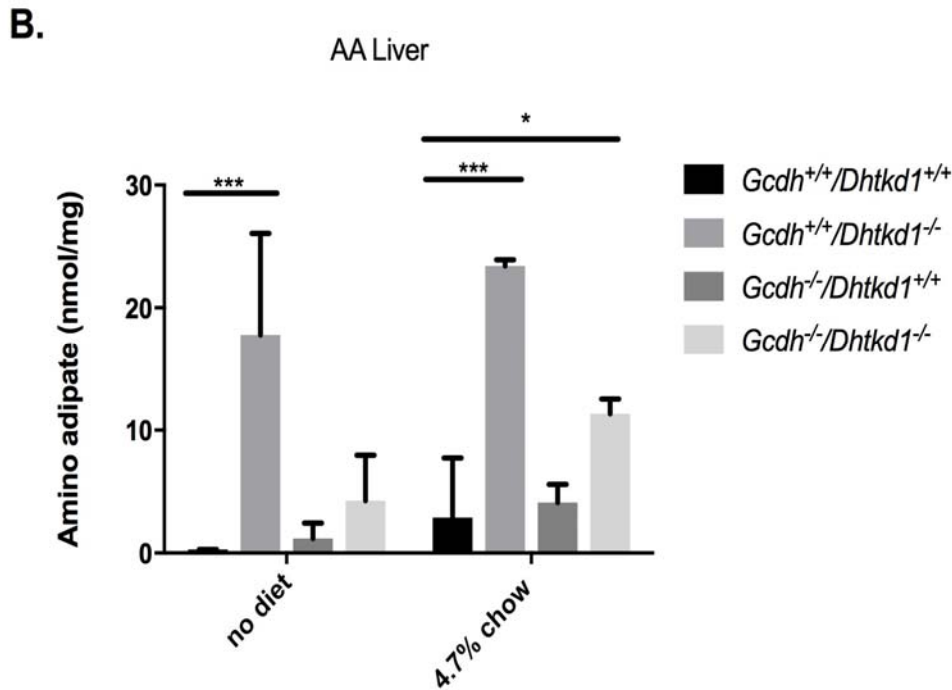 B.
AA Liver
Amino adipate (nmol/mg)
30
20
10
0
***
***
*
no diet
4.7% chow
Gcdh+/+/Dhtkd1+/+
Gcdh+/+/Dhtkd1-/-
Gcdh-/-/Dhtkd1+/+
Gcdh-/-/Dhtkd1-/-